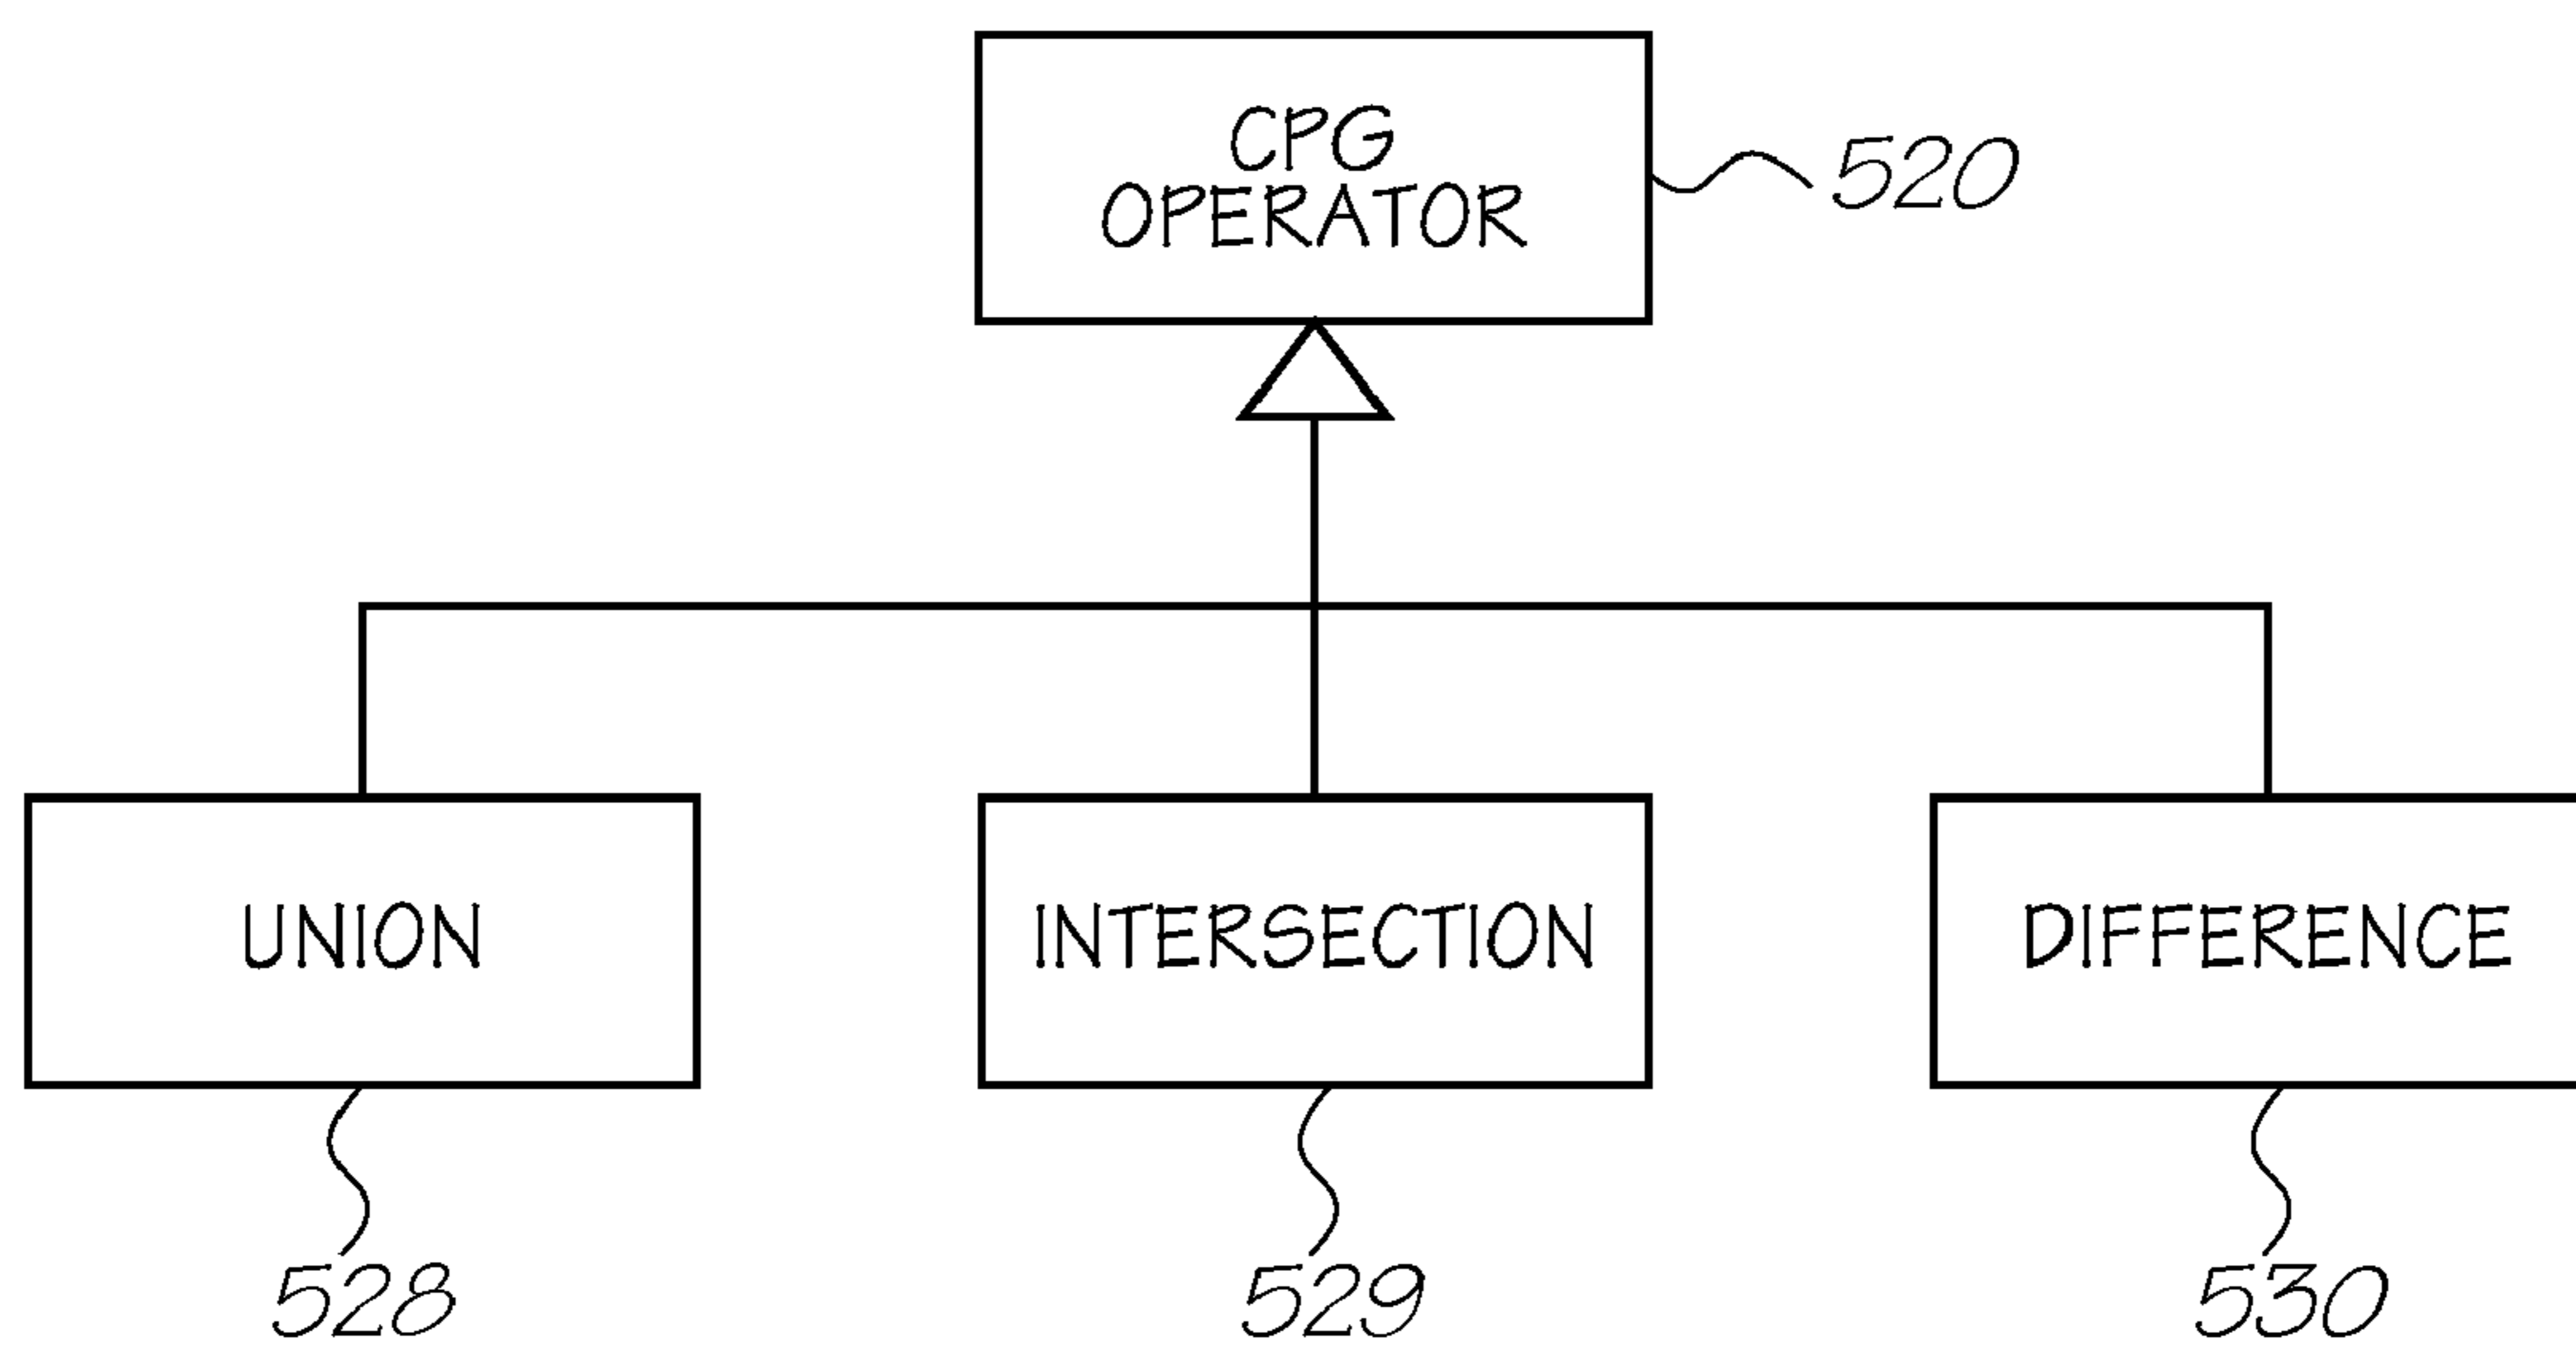 CPG
OPERATOR
520
UNION
INTERSECTION
DIFFERENCE
528
529
530